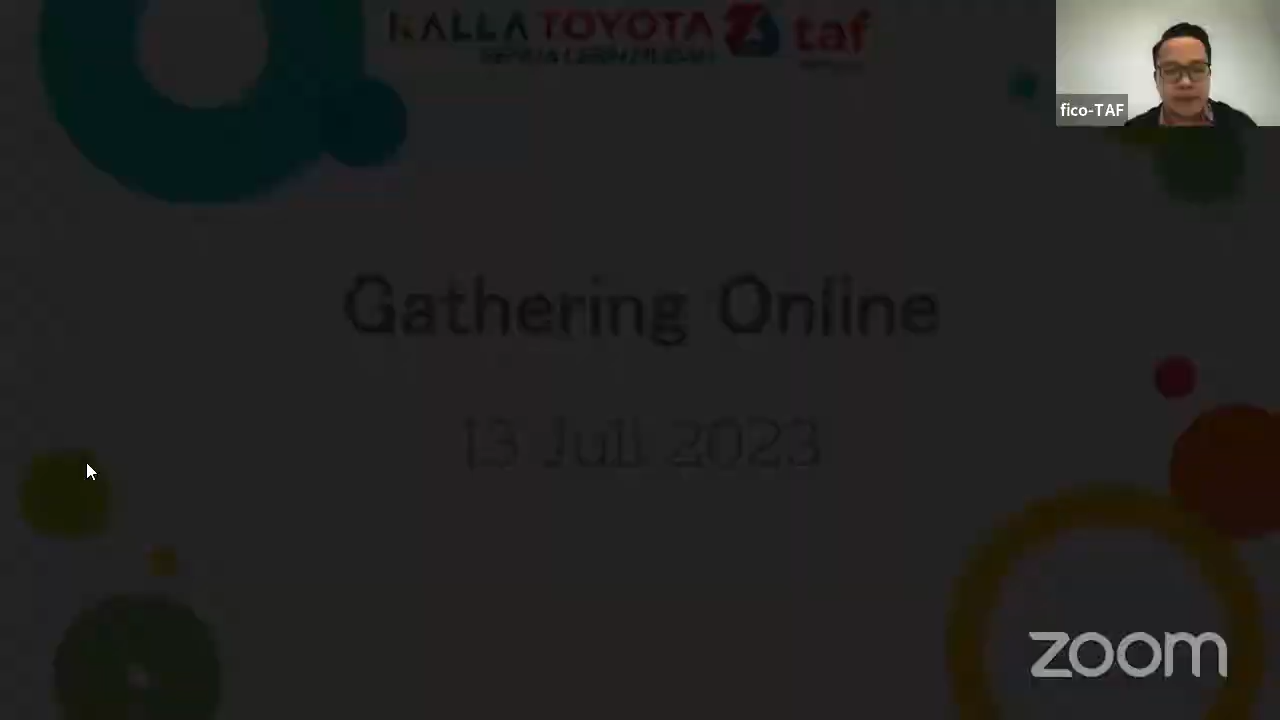 KALLA TOYOTA taf
fico-TAF
Gathering Online
13 Juli 2023
zoom